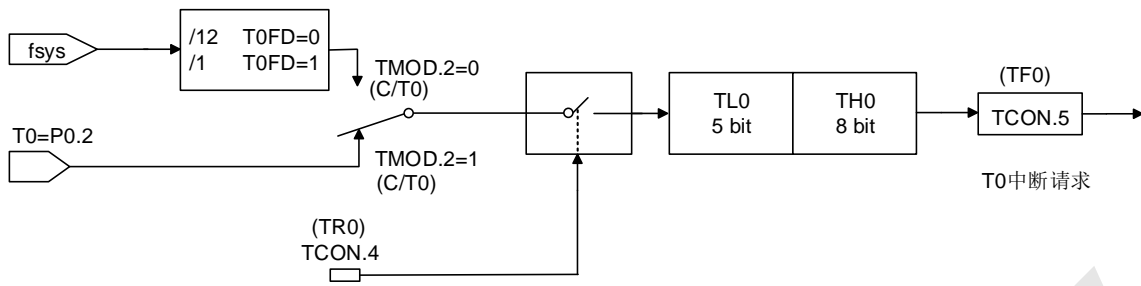 fsys
/12 T0FD=0
/1 T0FD=1
TMOD.2=0
(C/T0)
T0=P0.2
TMOD.2=1
(C/T0)
(TR0)
TCON.4
TL0
5 bit
TH0
8 bit
(TF0)
TCON.5
T0中断请求